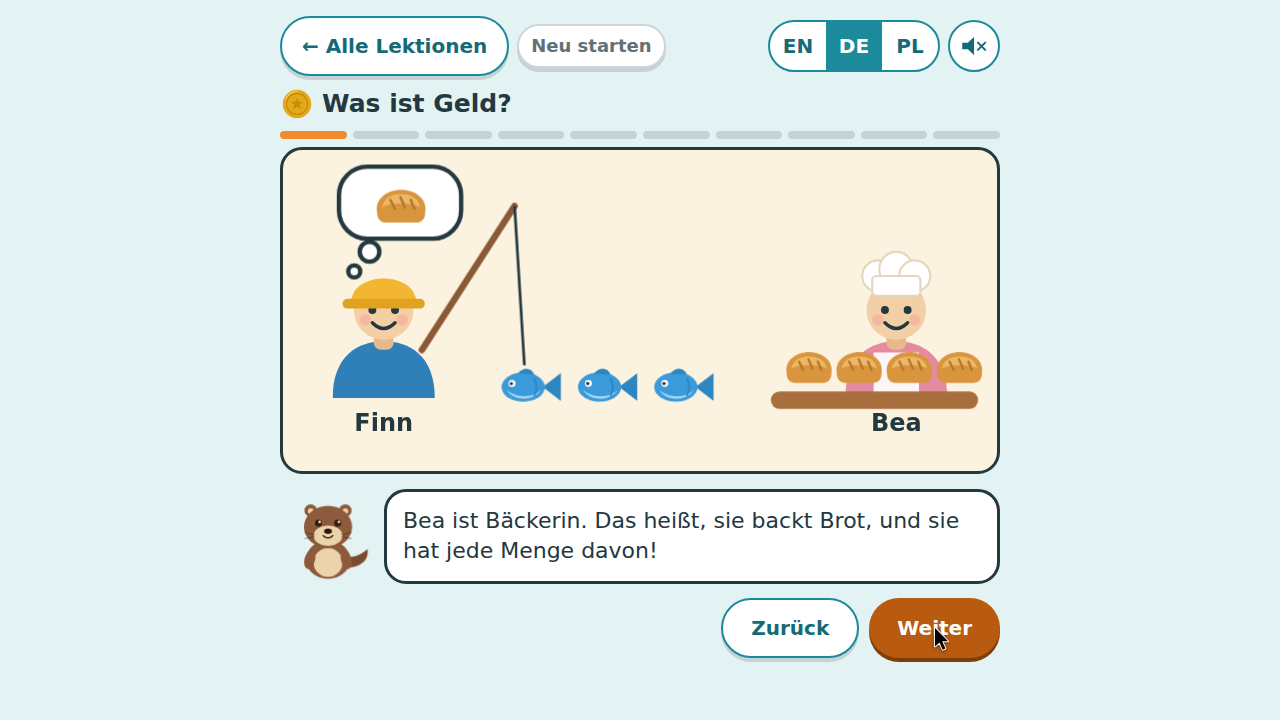 ← Alle Lektionen
Neu starten
EN DE PL
Was ist Geld?
Finn
Bea
Bea ist Bäckerin. Das heißt, sie backt Brot, und sie
hat jede Menge davon!
Zurück
Weiter